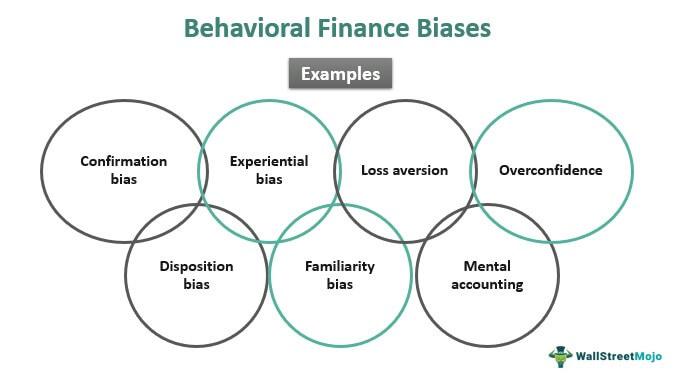 Behavioral Finance Biases
Examples
Confirmation
bias
Experiential
bias
Loss aversion
Overconfidence
Disposition
bias
Familiarity
bias
Mental
accounting
WallStreetMojo